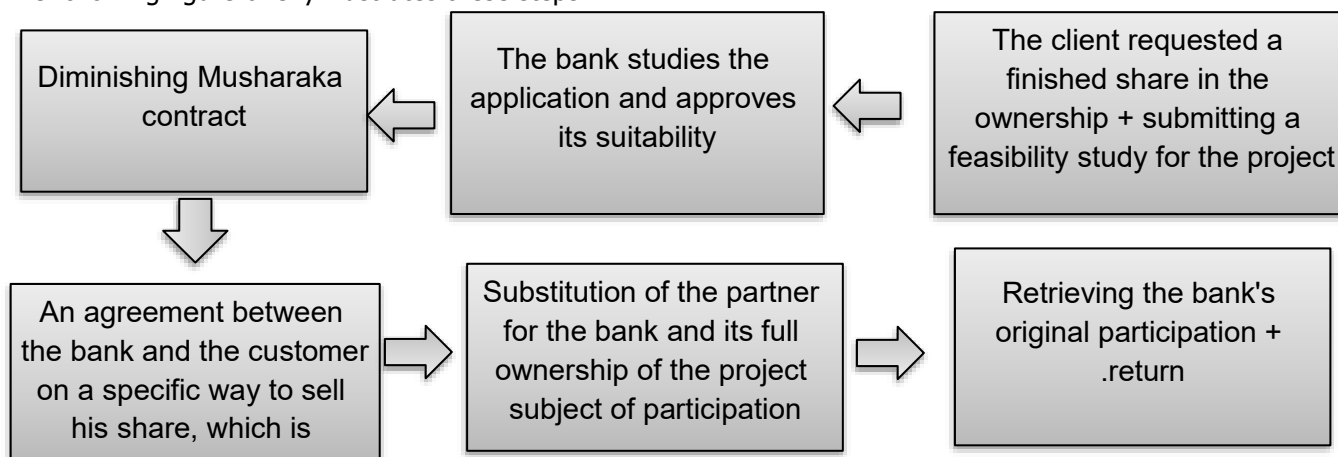 The client requested a
finished share in the
ownership + submitting a
feasibility study for the project
The bank studies the
application and approves
its suitability
Diminishing Musharaka
contract
An agreement between
the bank and the customer
on a specific way to sell
his share, which is
Substitution of the partner
for the bank and its full
ownership of the project
subject of participation
Retrieving the bank's
original participation +
.return